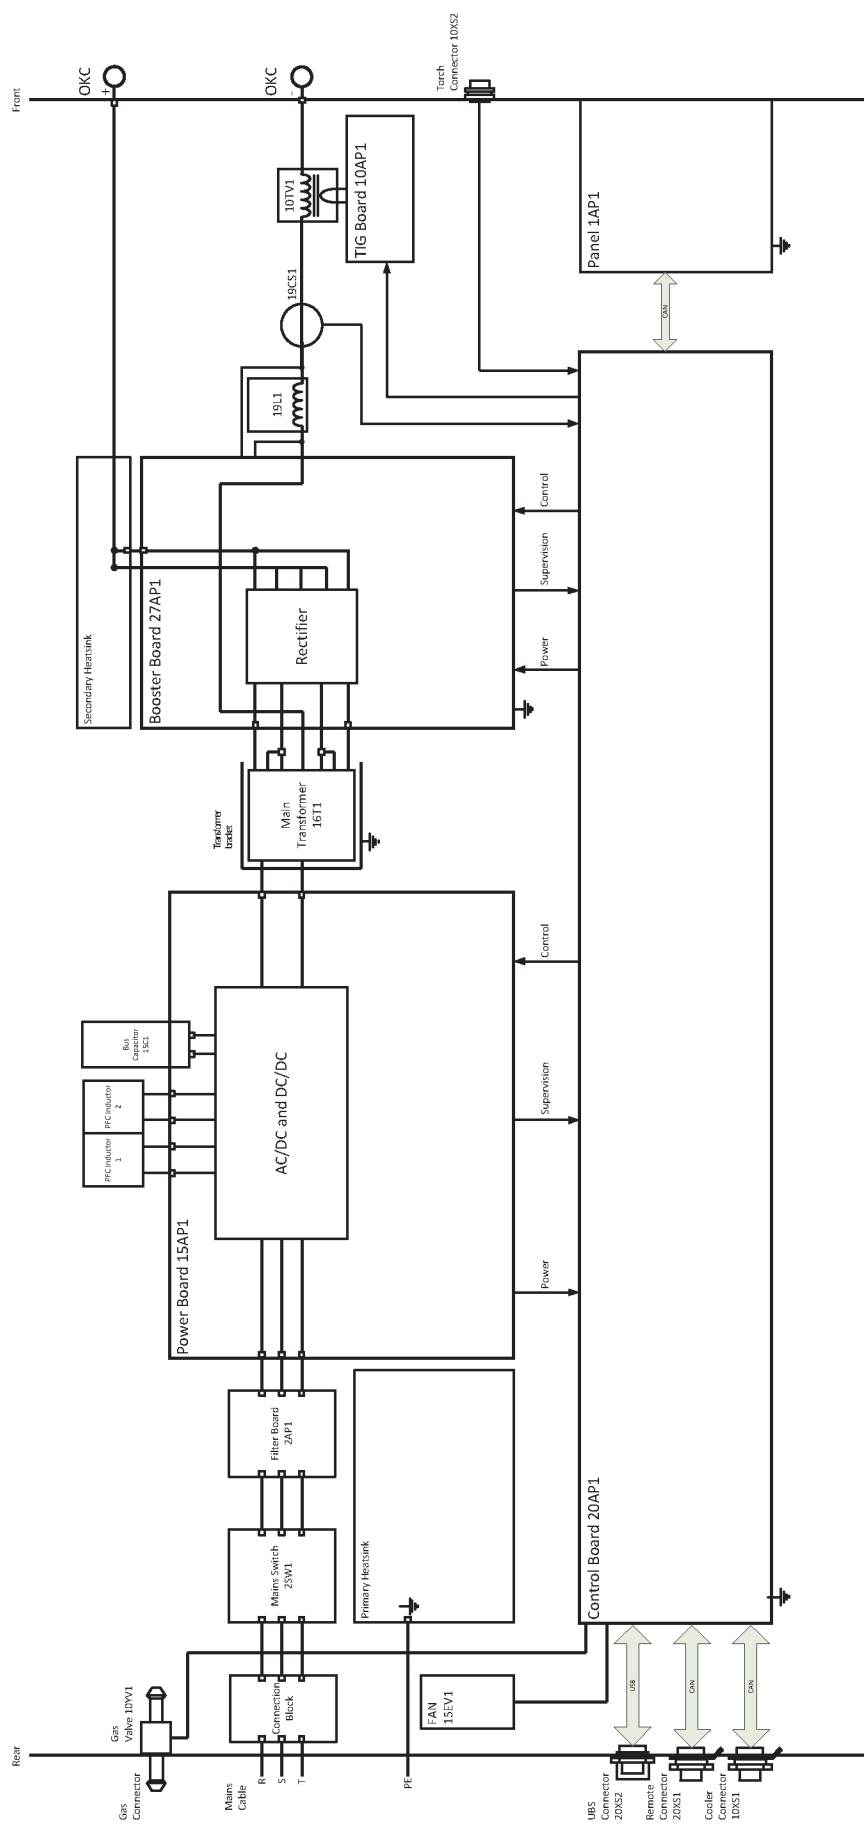 Rear
Front
Gas
Connector
Gas
Valve 10YV1
Mains
Cable
R
S
T
PE
Connection
Block
Mains Switch
2SW1
Filter Board
2AP1
FAN
15EV1
Primary Heatsink
Power Board 15AP1
PFC Inductor
1
PFC Inductor
2
Bus
Capacitor
15C1
AC/DC and DC/DC
Transformer
bracket
Main
Transformer
16T1
Secondary Heatsink
Booster Board 27AP1
Rectifier
19L1
19CS1
10TV1
TIG Board 10AP1
OKC
+
OKC
-
Torch
Connector 10XS2
Power
Supervision
Control
Power
Supervision
Control
UBS
Connector
20XS2
Remote
Connector
20XS1
Cooler
Connector
10XS1
USB
CAN
CAN
Control Board 20AP1
CAN
Panel 1AP1